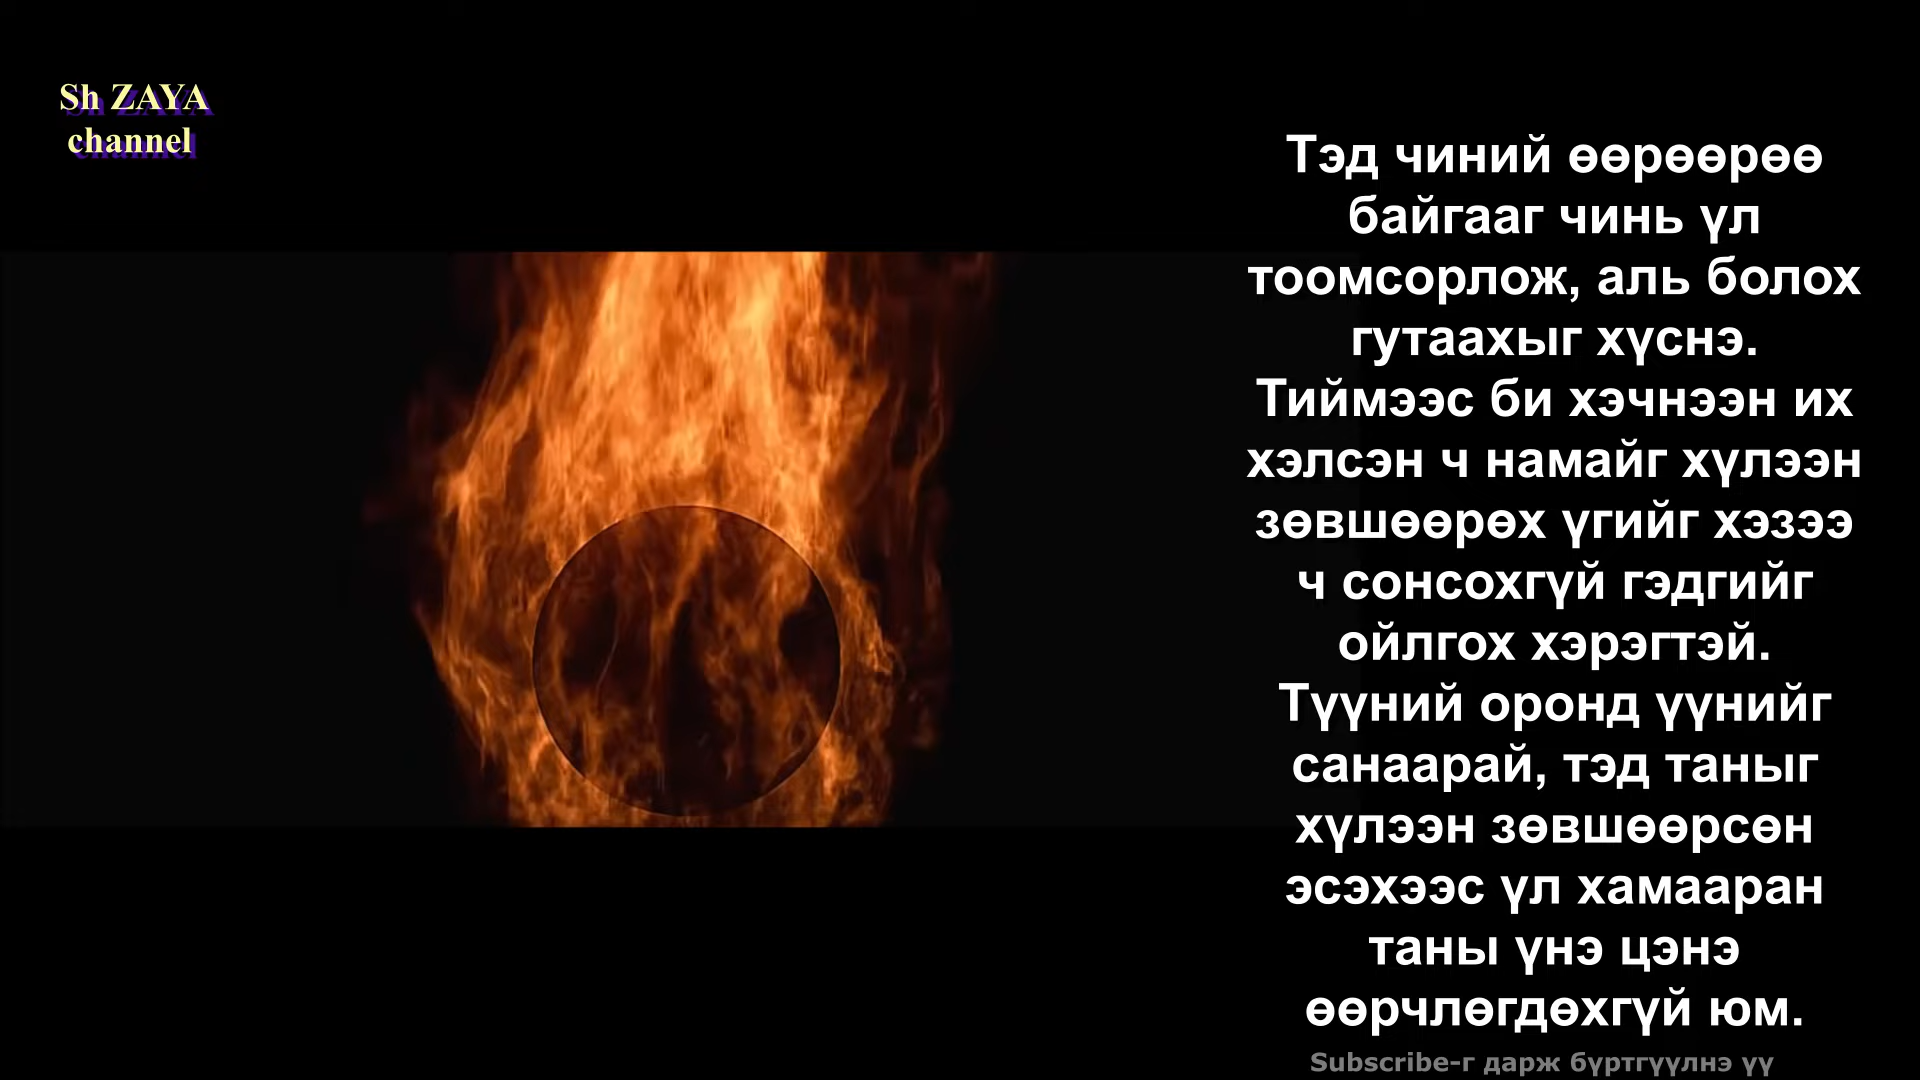 Sh ZAYA
channel
Тэд чиний өөрөөрөө
байгааг чинь үл
тоомсорлож, аль болох
гутаахыг хүснэ.
Тиймээс би хэчнээн их
хэлсэн ч намайг хүлээн
зөвшөөрөх үгийг хэзээ
ч сонсохгүй гэдгийг
ойлгох хэрэгтэй.
Түүний оронд үүнийг
санаарай, тэд таныг
хүлээн зөвшөөрсөн
эсэхээс үл хамааран
таны үнэ цэнэ
өөрчлөгдөхгүй юм.
Subscribe-г дарж бүртгүүлнэ үү